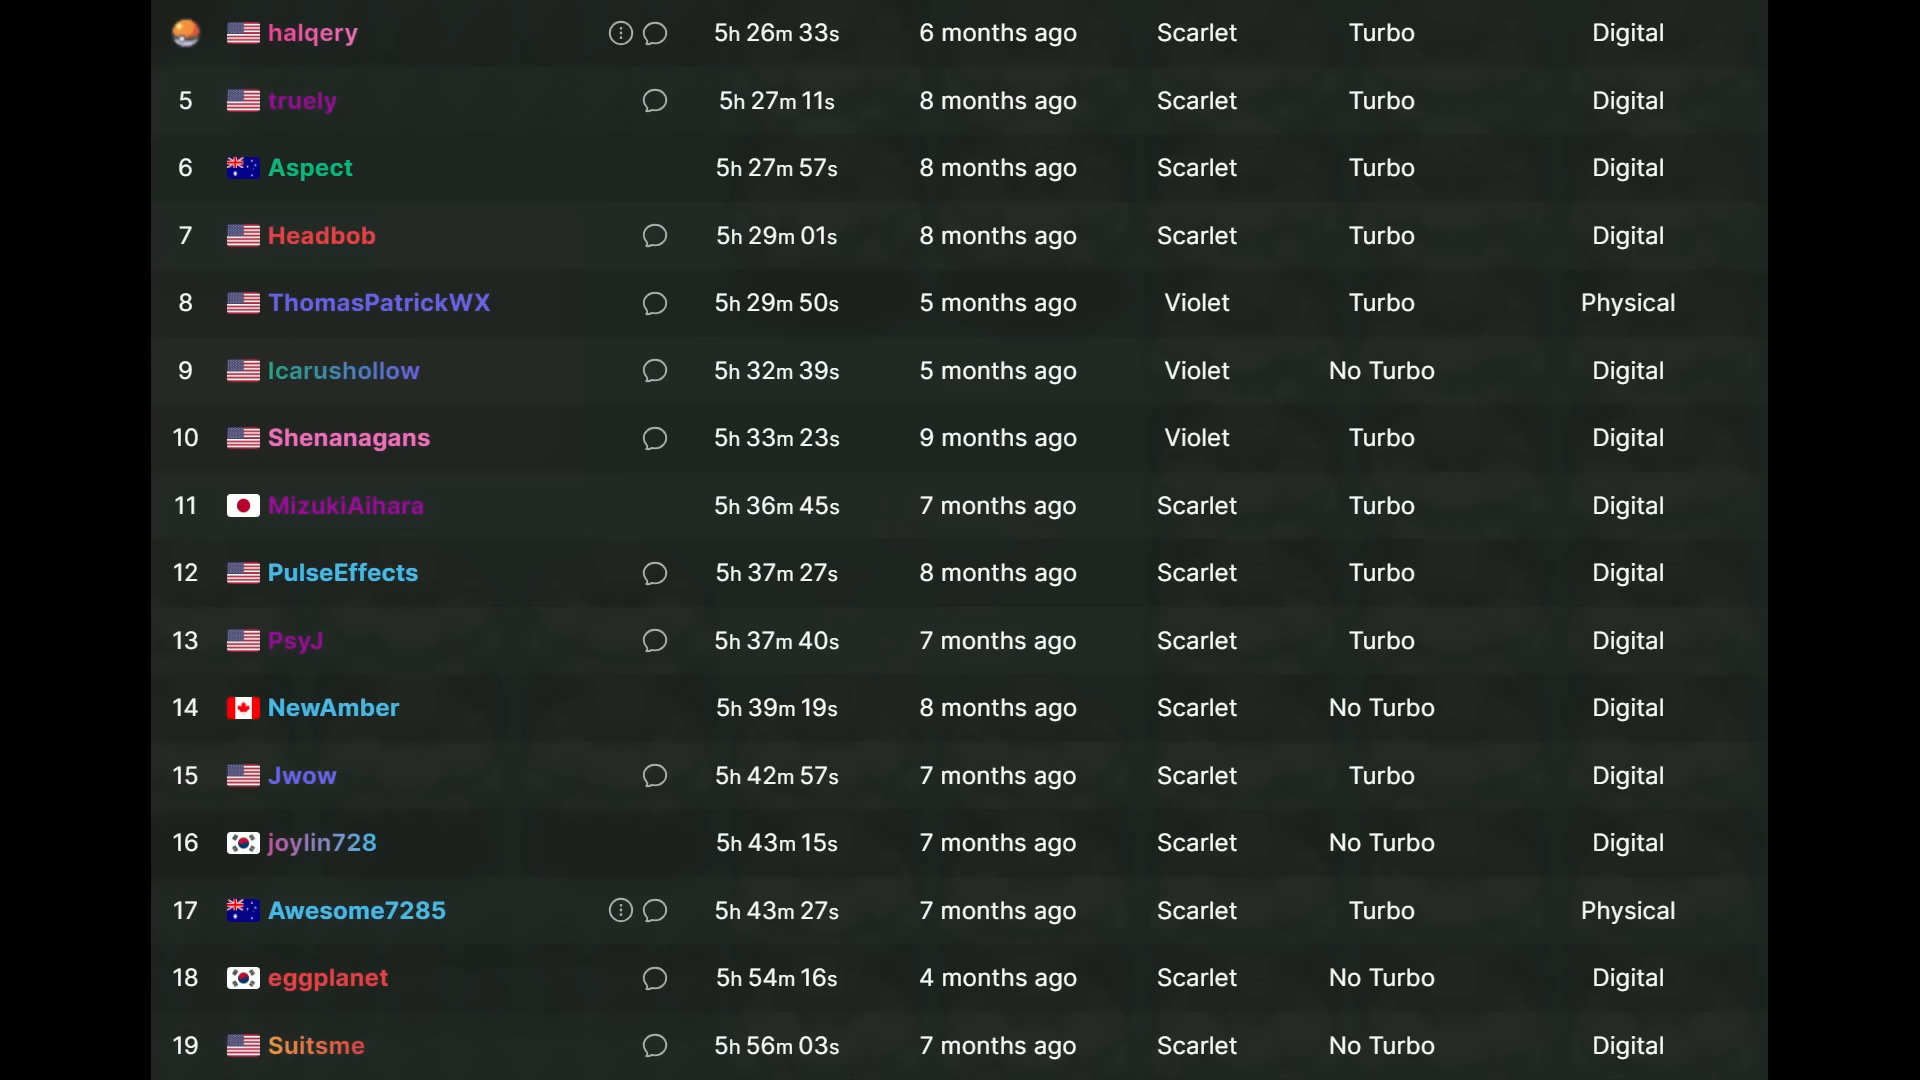 halqery 5h 26m 33s 6 months ago Scarlet Turbo Digital
5 truely 5h 27m 11s 8 months ago Scarlet Turbo Digital
6 Aspect 5h 27m 57s 8 months ago Scarlet Turbo Digital
7 Headbob 5h 29m 01s 8 months ago Scarlet Turbo Digital
8 ThomasPatrickWX 5h 29m 50s 5 months ago Violet Turbo Physical
9 Icarushollow 5h 32m 39s 5 months ago Violet No Turbo Digital
10 Shenanagans 5h 33m 23s 9 months ago Violet Turbo Digital
11 MizukiAihara 5h 36m 45s 7 months ago Scarlet Turbo Digital
12 PulseEffects 5h 37m 27s 8 months ago Scarlet Turbo Digital
13 PsyJ 5h 37m 40s 7 months ago Scarlet Turbo Digital
14 NewAmber 5h 39m 19s 8 months ago Scarlet No Turbo Digital
15 Jwow 5h 42m 57s 7 months ago Scarlet Turbo Digital
16 joylin728 5h 43m 15s 7 months ago Scarlet No Turbo Digital
17 Awesome7285 5h 43m 27s 7 months ago Scarlet Turbo Physical
18 eggplanet 5h 54m 16s 4 months ago Scarlet No Turbo Digital
19 Suitsme 5h 56m 03s 7 months ago Scarlet No Turbo Digital